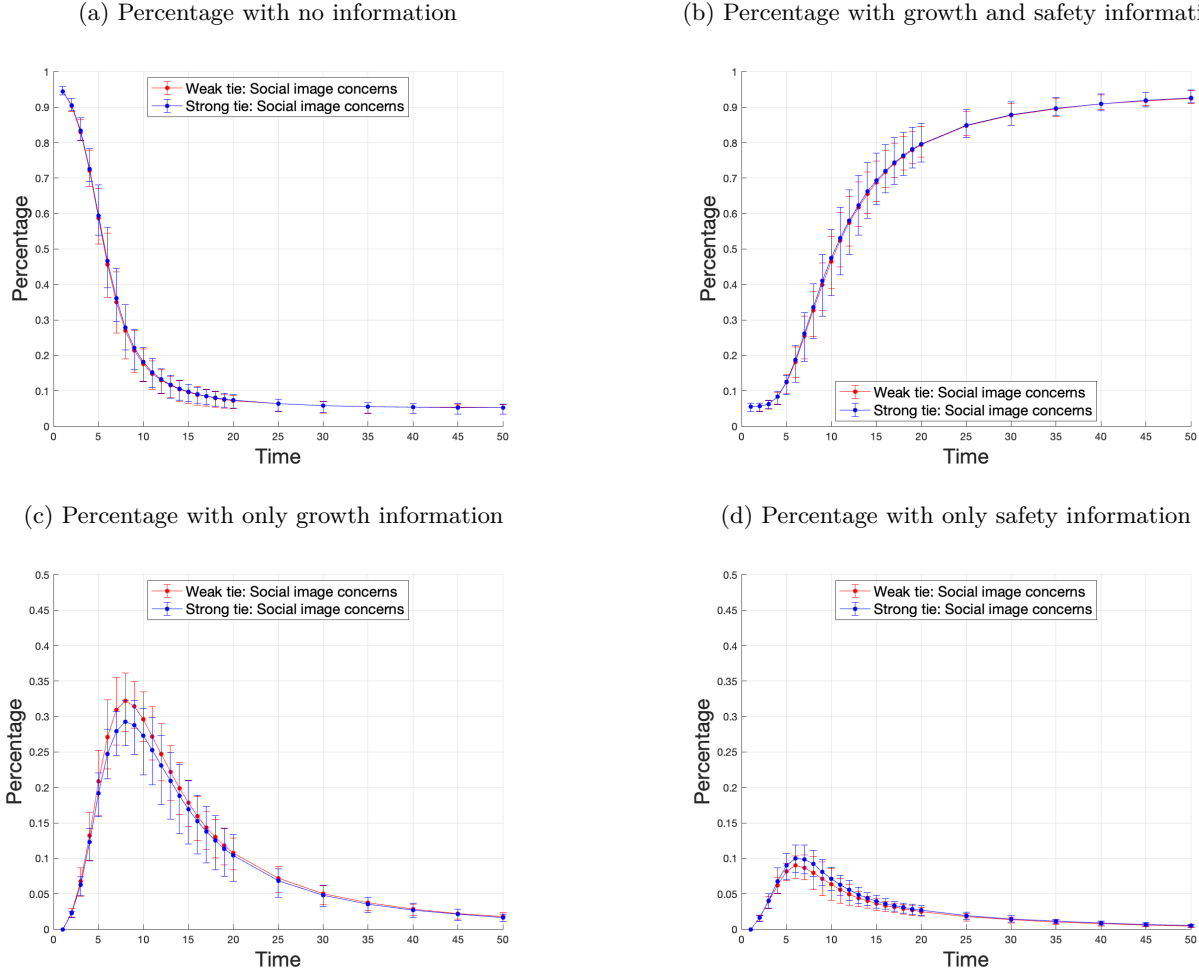 (a) Percentage with no information
Weak tie: Social image concerns
Strong tie: Social image concerns
1
0.9
0.8
0.7
0.6
0.5
0.4
0.3
0.2
0.1
0
0 5 10 15 20 25 30 35 40 45 50
Percentage
Time
(b) Percentage with growth and safety informati
1
0.9
0.8
0.7
0.6
0.5
0.4
0.3
0.2
0.1
0
Weak tie: Social image concerns
Strong tie: Social image concerns
0 5 10 15 20 25 30 35 40 45 50
Percentage
Time
(c) Percentage with only growth information
Weak tie: Social image concerns
Strong tie: Social image concerns
0.5
0.45
0.4
0.35
0.3
0.25
0.2
0.15
0.1
0.05
0
0 5 10 15 20 25 30 35 40 45 50
Percentage
Time
(d) Percentage with only safety information
Weak tie: Social image concerns
Strong tie: Social image concerns
0.5
0.45
0.4
0.35
0.3
0.25
0.2
0.15
0.1
0.05
0
0 5 10 15 20 25 30 35 40 45 50
Percentage
Time